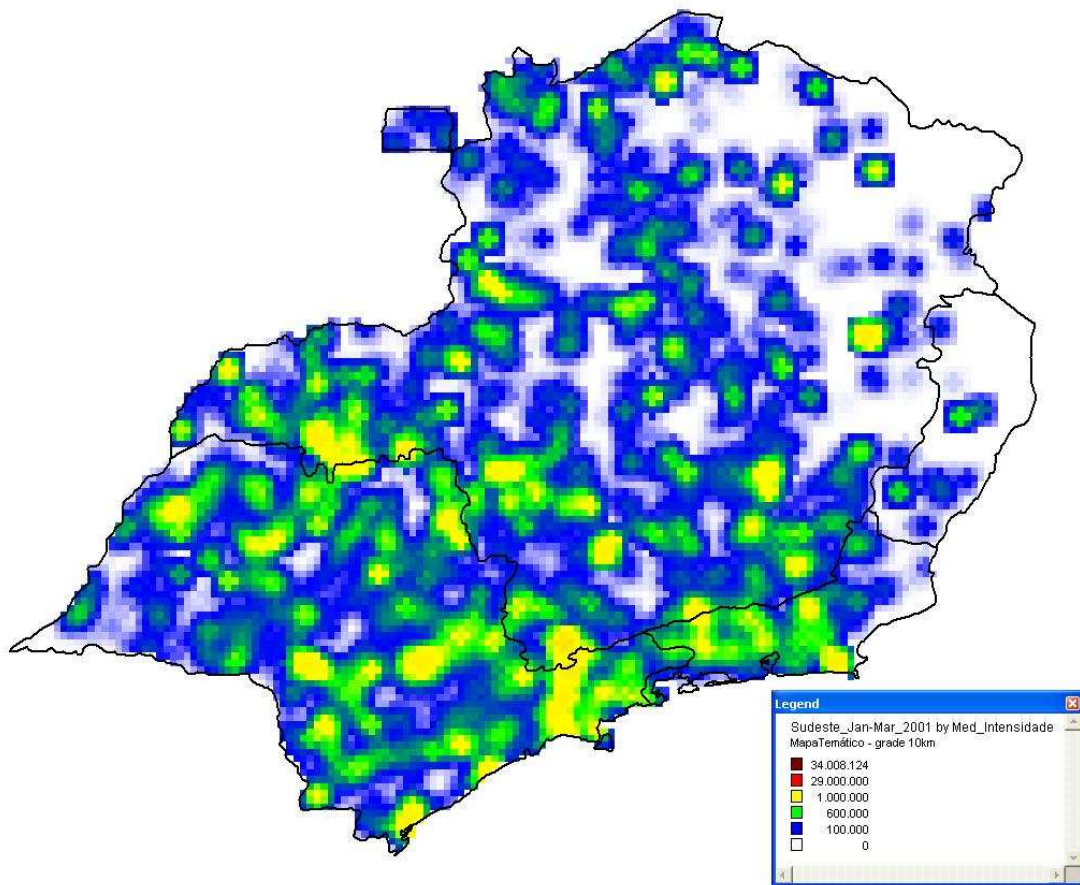 Legend
Sudeste_Jan-Mar_2001 by Med_Intensidade
MapaTemático - grade 10km
34.008.124
29.000.000
1.000.000
600.000
100.000
0